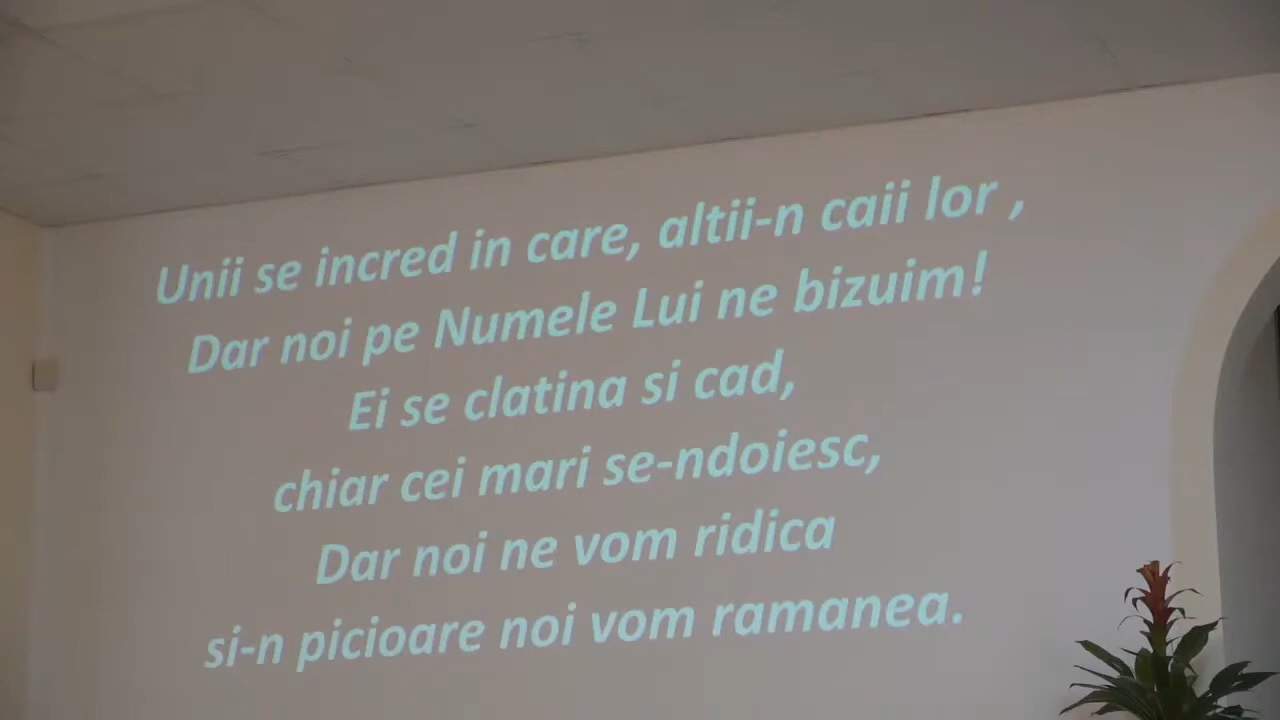 Unii se incred in care, altii-n caii lor ,
Dar noi pe Numele Lui ne bizuim!
Ei se clatina si cad,
chiar cei mari se-ndoiesc,
Dar noi ne vom ridica
si-n picioare noi vom ramanea.